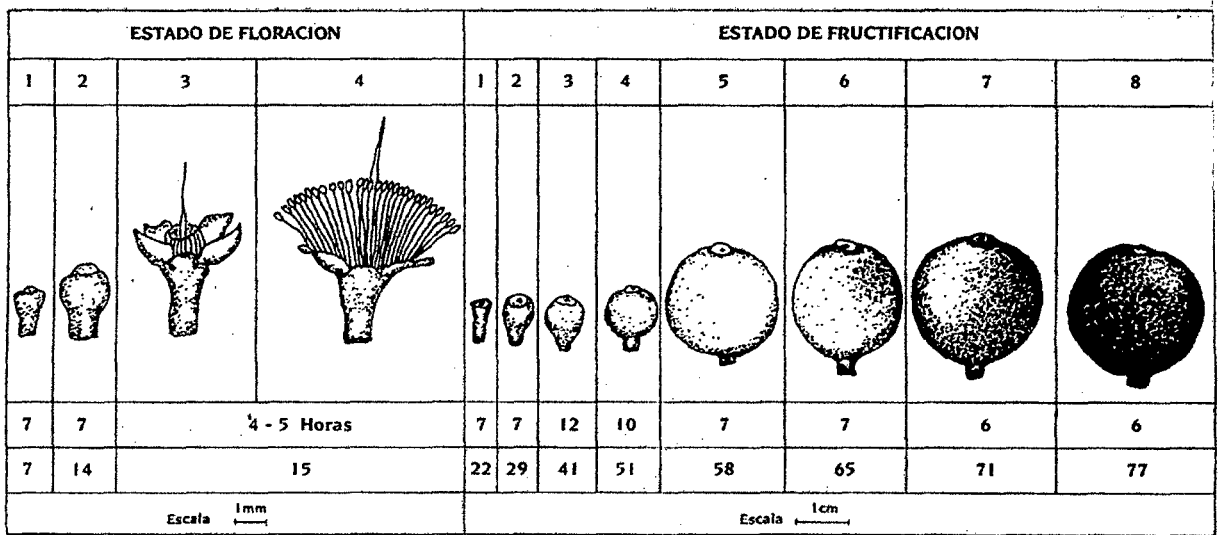 ESTADO DE FLORACION ESTADO DE FRUCTIFICACION
1 2 3 4 1 2 3 4 5 6 7 8
7 7 4 - 5 Horas 7 7 12 10 7 7 6 6
7 14 15 22 29 41 51 58 65 71 77
Escala 1mm Escala 1cm